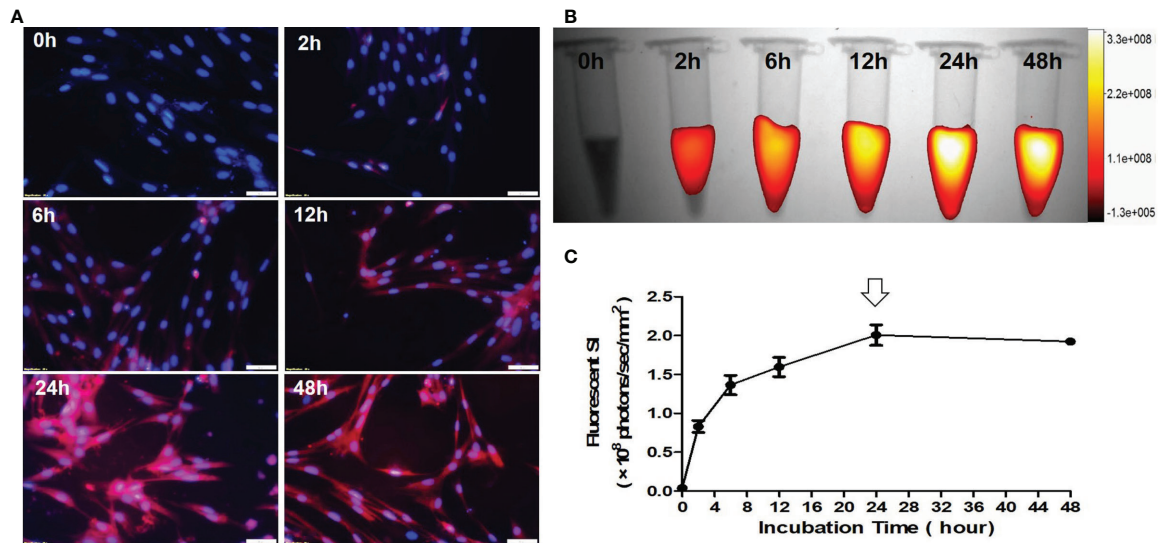 A
0h
2h
6h
12h
24h
48h
B
0h 2h 6h 12h 24h 48h
3.3e+008
2.2e+008
1.1e+008
-1.3e+005
C
Fluorescent SI
(×10⁸ photons/sec/mm²)
2.5
2.0
1.5
1.0
0.5
0.0
0 4 8 12 16 20 24 28 32 36 40 44 48
Incubation Time ( hour)